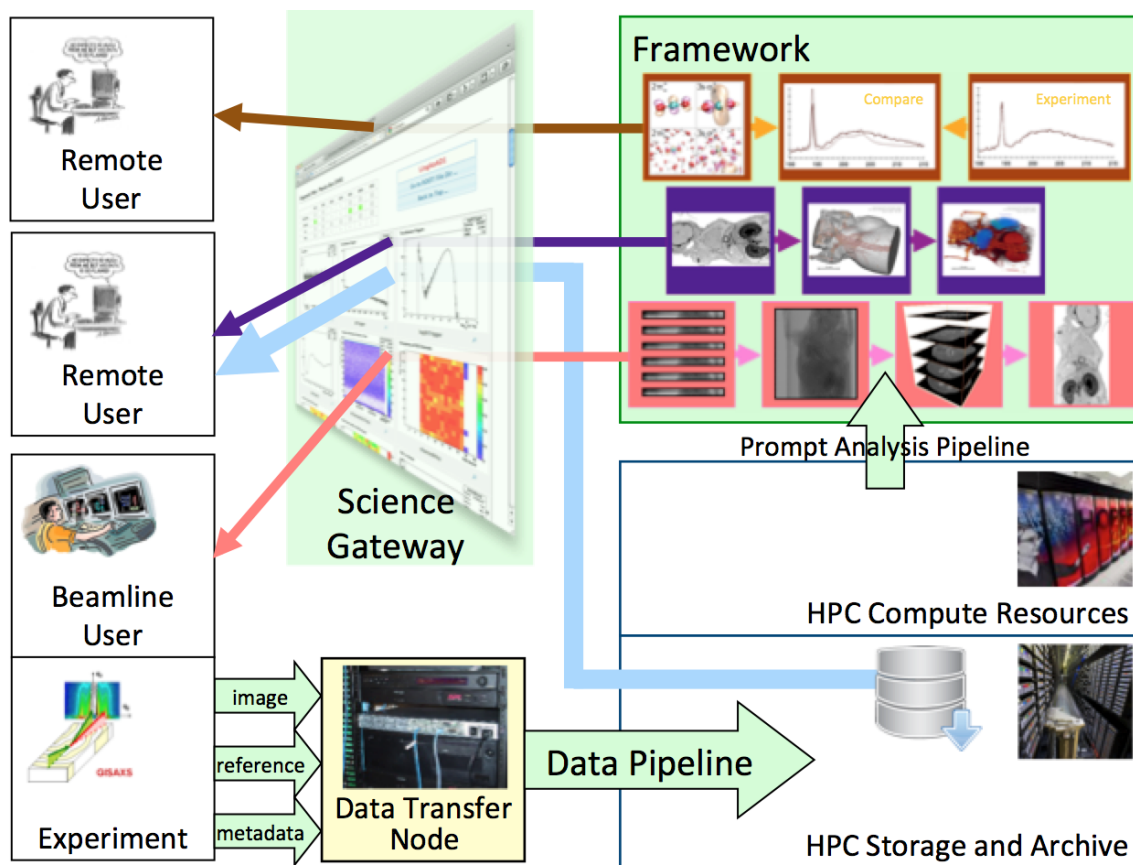 Framework
Compare
Experiment
Remote
User
Remote
User
Science
Gateway
Prompt Analysis Pipeline
Beamline
User
HPC Compute Resources
image
reference
metadata
GISAXS
Experiment
Data Transfer
Node
Data Pipeline
HPC Storage and Archive